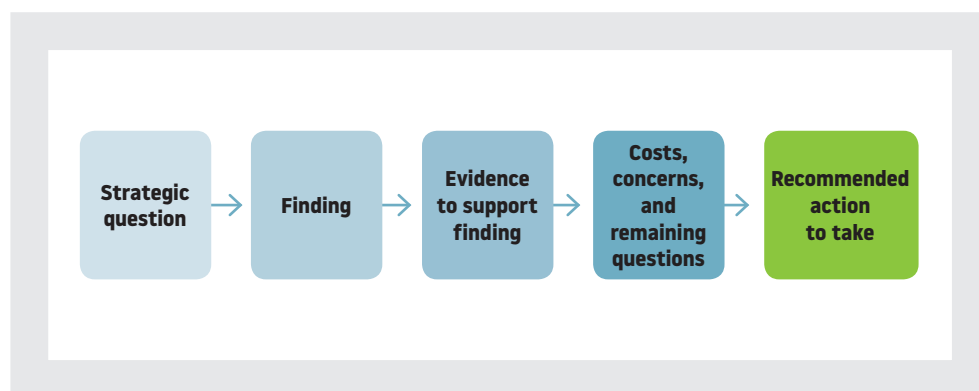 Strategic
question
Finding
Evidence
to support
finding
Costs,
concerns,
and
remaining
questions
Recommended
action
to take